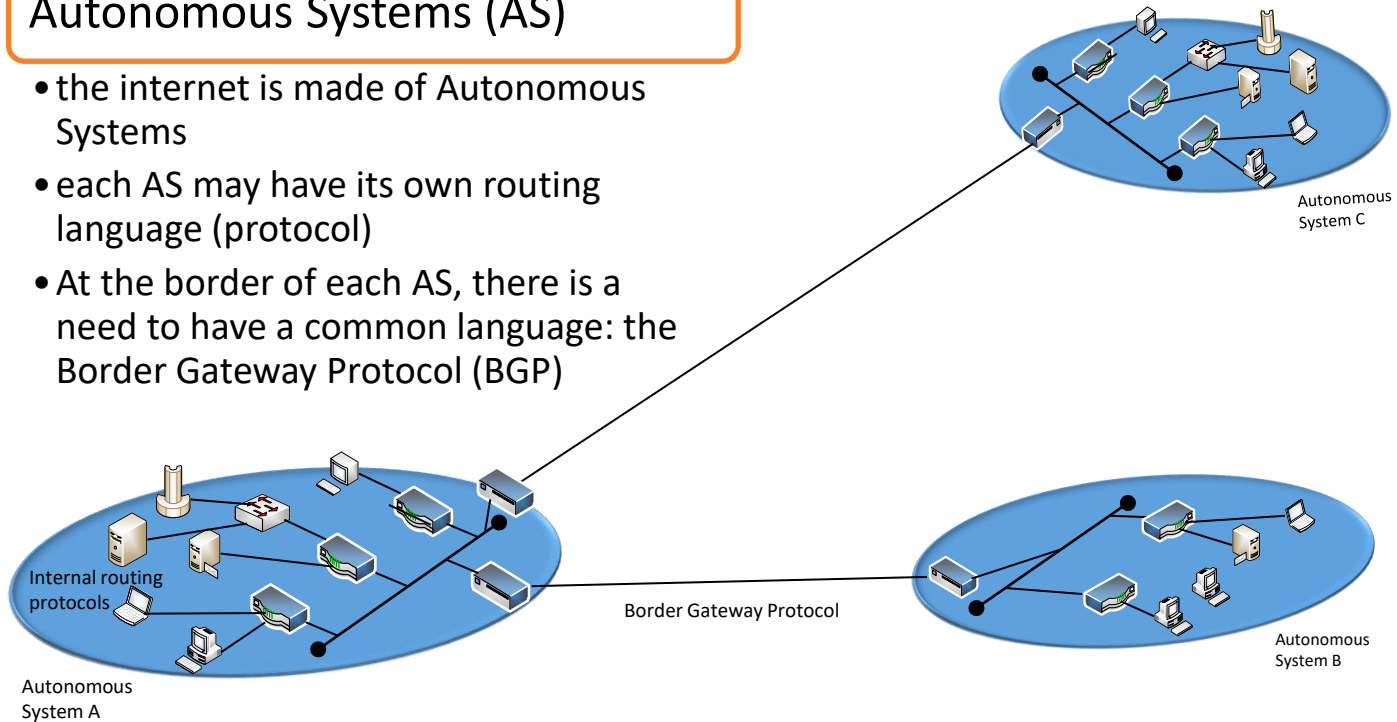 Autonomous Systems (AS)
•the internet is made of Autonomous
Systems
•each AS may have its own routing
language (protocol)
•At the border of each AS, there is a
need to have a common language: the
Border Gateway Protocol (BGP)
Autonomous
System C
Internal routing
protocols
Border Gateway Protocol
Autonomous
System B
Autonomous
System A